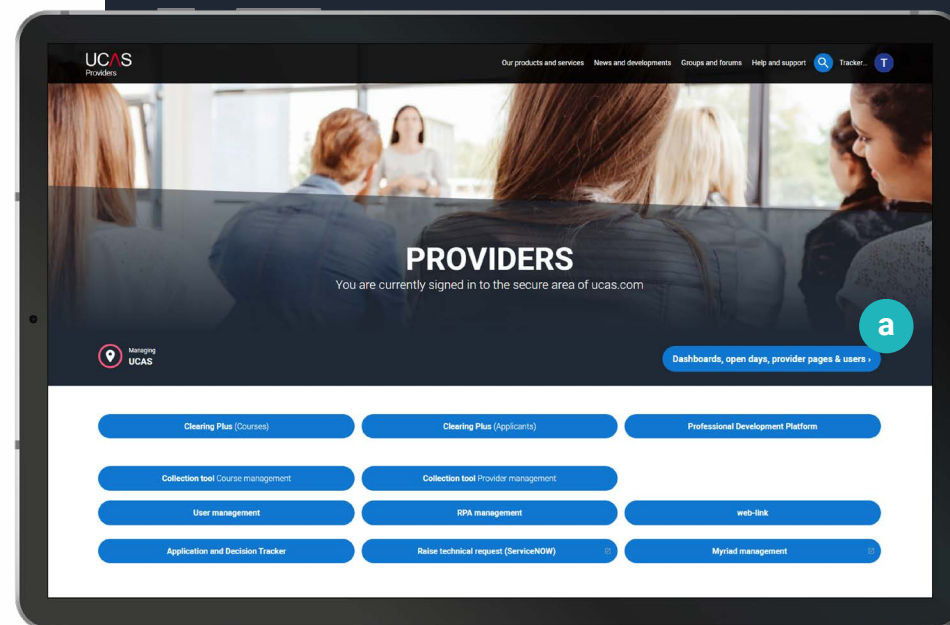 UCAS
Providers
Our products and services News and developments Groups and forums Help and support Tracker... T
PROVIDERS
You are currently signed in to the secure area of ucas.com
a
Managing
UCAS
Dashboards, open days, provider pages & users ›
Clearing Plus (Courses) Clearing Plus (Applicants) Professional Development Platform
Collection tool Course management Collection tool Provider management
User management RPA management web-link
Application and Decision Tracker Raise technical request (ServiceNOW) Myriad management